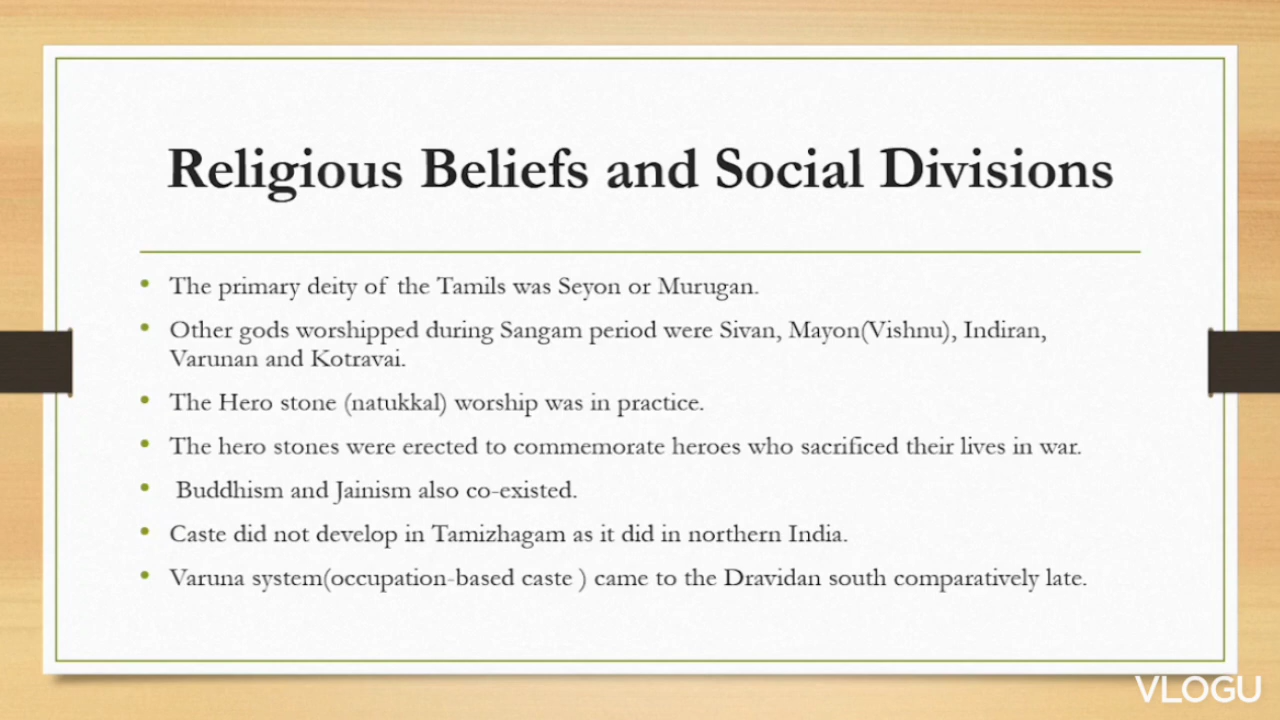 Religious Beliefs and Social Divisions
• The primary deity of the Tamils was Seyon or Murugan.
• Other gods worshipped during Sangam period were Sivan, Mayon(Vishnu), Indiran,
Varunan and Kotravai.
• The Hero stone (natukkal) worship was in practice.
• The hero stones were erected to commemorate heroes who sacrificed their lives in war.
• Buddhism and Jainism also co-existed.
• Caste did not develop in Tamizhagam as it did in northern India.
• Varuna system(occupation-based caste ) came to the Dravidan south comparatively late.
VLOGU